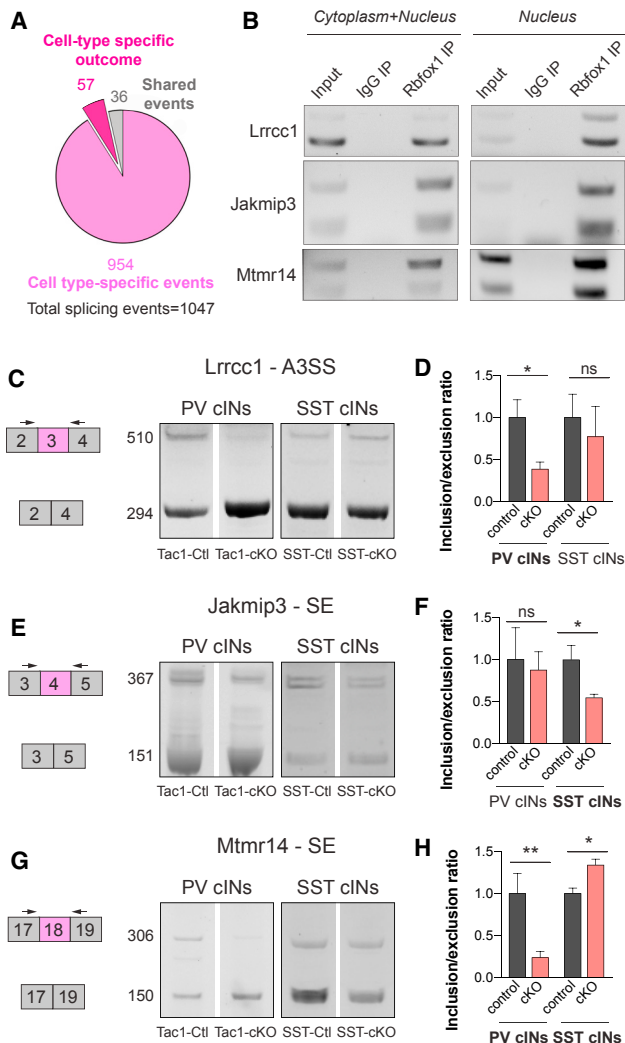 A
Cell-type specific
outcome
57
36
Shared
events
954
Cell type-specific events
Total splicing events=1047
B
Cytoplasm+Nucleus
Nucleus
Input
IgG IP
Rbfox1 IP
Input
IgG IP
Rbfox1 IP
Lrrcc1
Jakmip3
Mtmr14
C
Lrrcc1 - A3SS
PV cINs
SST cINs
2 3 4
2 4
510
294
Tac1-Ctl
Tac1-cKO
SST-Ctl
SST-cKO
D
Inclusion/exclusion ratio
1.5
1.0
0.5
0.0
*
ns
control
cKO
control
cKO
PV cINs
SST cINs
E
Jakmip3 - SE
PV cINs
SST cINs
3 4 5
3 5
367
151
Tac1-Ctl
Tac1-cKO
SST-Ctl
SST-cKO
F
Inclusion/exclusion ratio
1.5
1.0
0.5
0.0
ns
*
control
cKO
control
cKO
PV cINs
SST cINs
G
Mtmr14 - SE
PV cINs
SST cINs
17 18 19
17 19
306
150
Tac1-Ctl
Tac1-cKO
SST-Ctl
SST-cKO
H
Inclusion/exclusion ratio
1.5
1.0
0.5
0.0
**
*
control
cKO
control
cKO
PV cINs
SST cINs